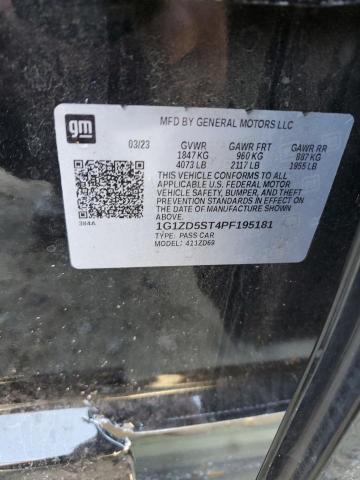 gm
MFD BY GENERAL MOTORS LLC
03/23 GVWR GAWR FRT GAWR RR
1847 KG 960 KG 887 KG
4073 LB 2117 LB 1955 LB
THIS VEHICLE CONFORMS TO ALL
APPLICABLE U.S. FEDERAL MOTOR
VEHICLE SAFETY, BUMPER, AND THEFT
PREVENTION STANDARDS IN EFFECT ON THE
DATE OF MANUFACTURE SHOWN
ABOVE.
384A
1G1ZD5ST4PF195181
TYPE: PASS CAR
MODEL: 411ZD69